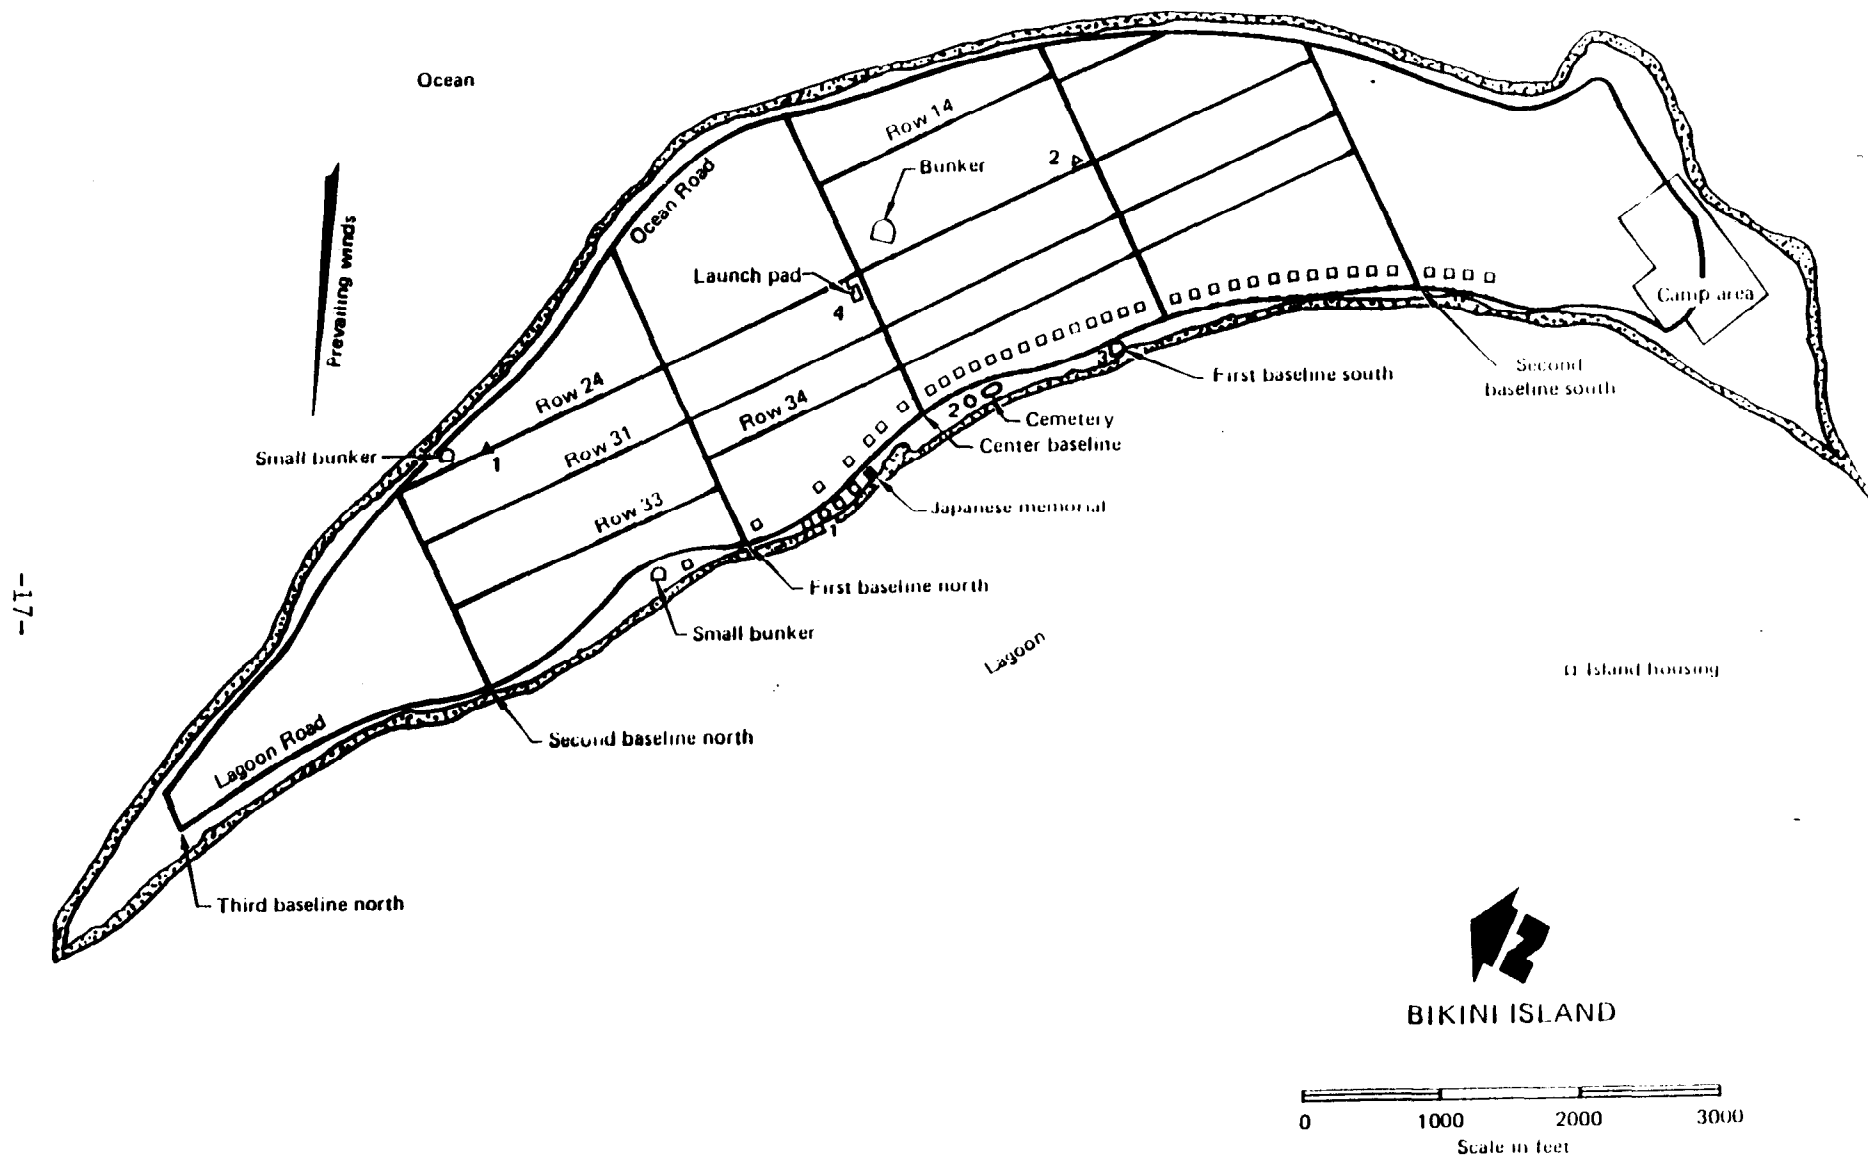 Ocean
Prevailing winds
Ocean Road
Row 14
Bunker
2
Launch pad
4
Row 24
Small bunker
1
Row 31
Row 34
Row 33
Camp area
Second
baseline south
3
First baseline south
2
Cemetery
Center baseline
Japanese memorial
1
First baseline north
Small bunker
Lagoon
Island housing
Second baseline north
Lagoon Road
Third baseline north
-17-
N
BIKINI ISLAND
0 1000 2000 3000
Scale in feet